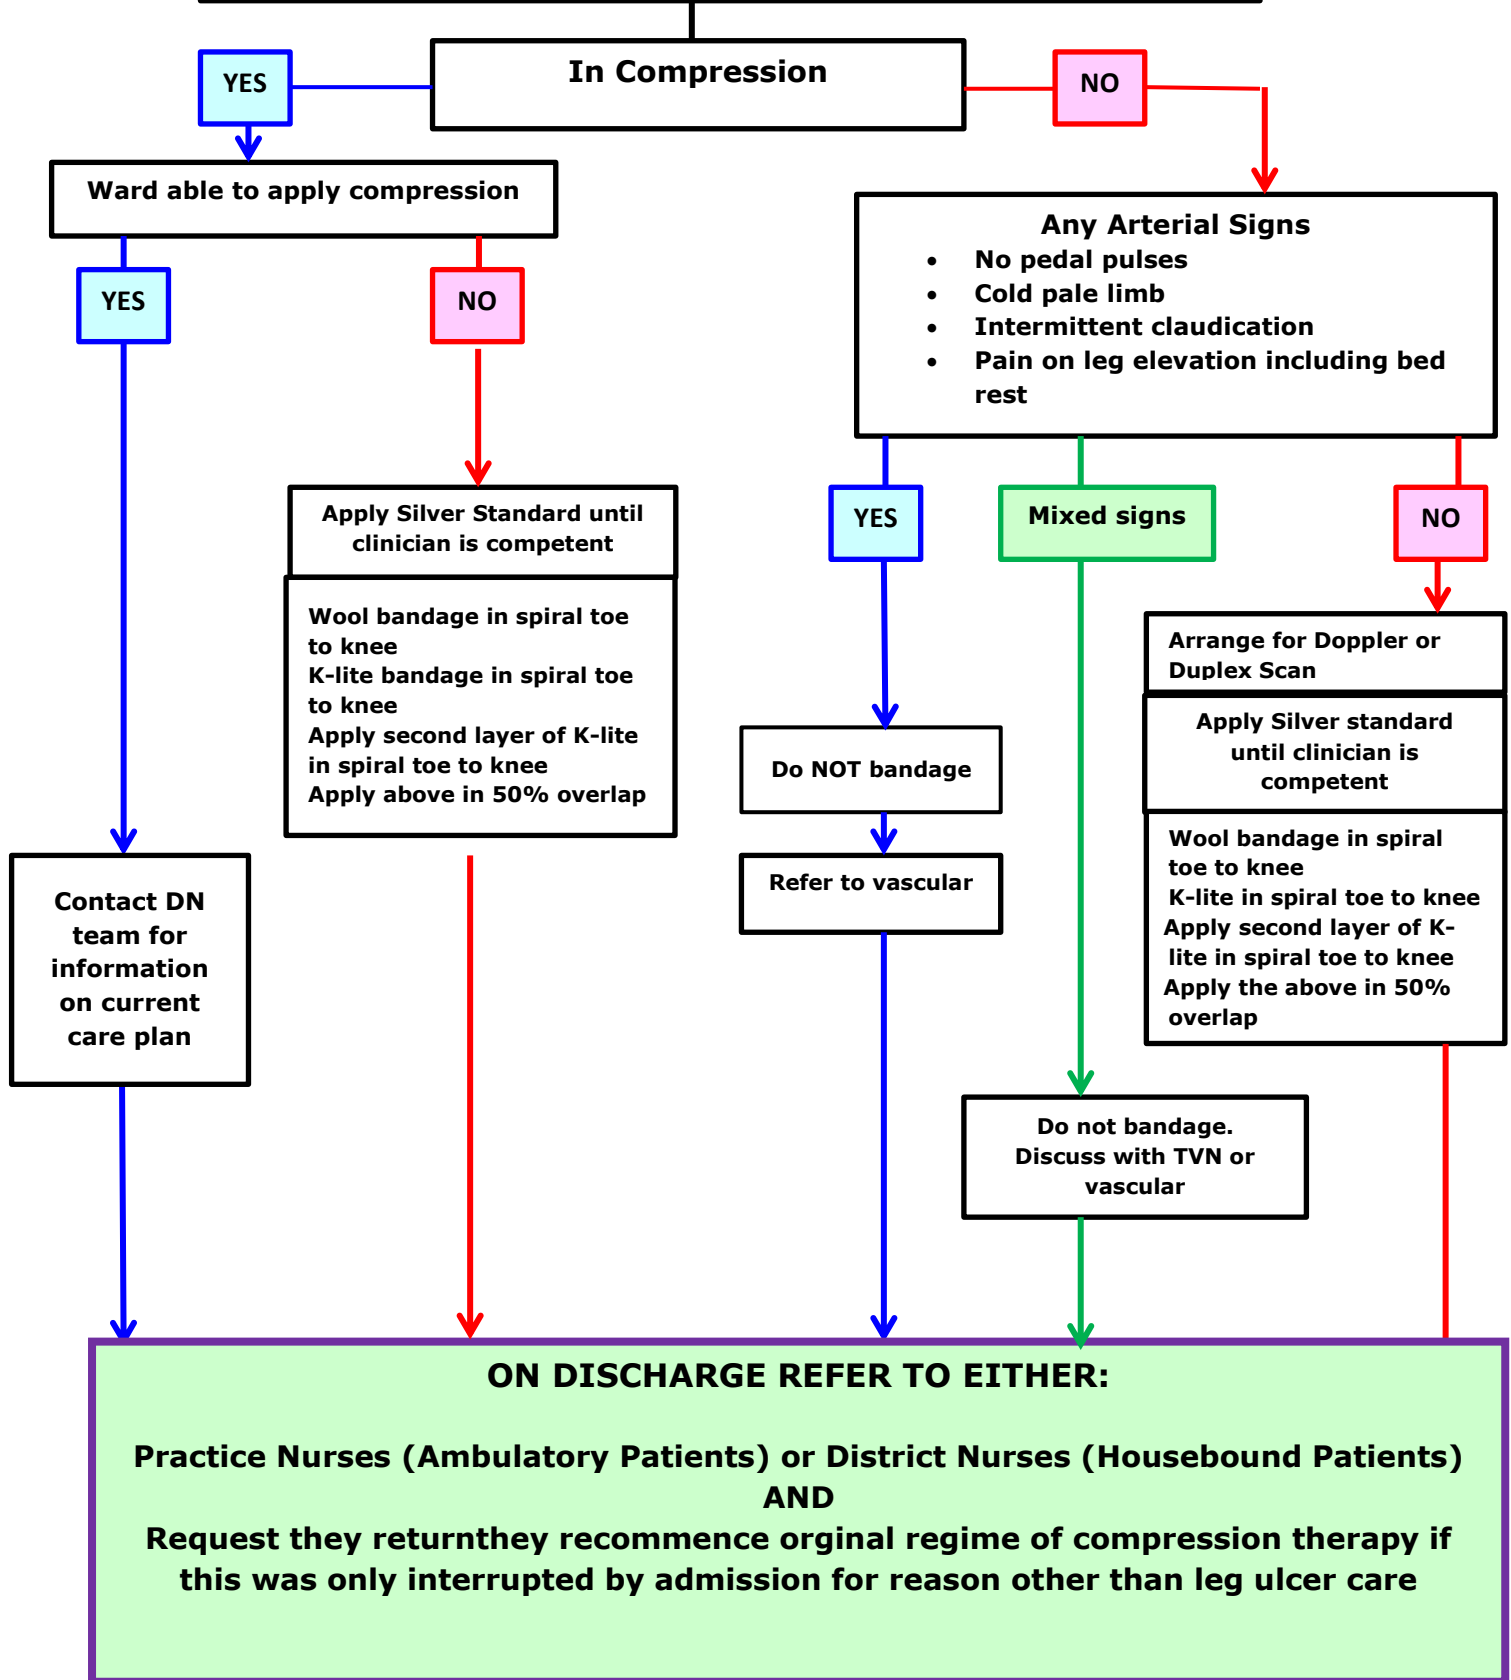 In Compression
YES
NO
Ward able to apply compression
YES
NO
Any Arterial Signs
• No pedal pulses
• Cold pale limb
• Intermittent claudication
• Pain on leg elevation including bed
rest
Apply Silver Standard until
clinician is competent
Wool bandage in spiral toe
to knee
K-lite bandage in spiral toe
to knee
Apply second layer of K-lite
in spiral toe to knee
Apply above in 50% overlap
YES
Mixed signs
NO
Arrange for Doppler or
Duplex Scan
Apply Silver standard
until clinician is
competent
Wool bandage in spiral
toe to knee
K-lite in spiral toe to knee
Apply second layer of K-
lite in spiral toe to knee
Apply the above in 50%
overlap
Do NOT bandage
Refer to vascular
Contact DN
team for
information
on current
care plan
Do not bandage.
Discuss with TVN or
vascular
ON DISCHARGE REFER TO EITHER:
Practice Nurses (Ambulatory Patients) or District Nurses (Housebound Patients)
AND
Request they returnthey recommence orginal regime of compression therapy if
this was only interrupted by admission for reason other than leg ulcer care